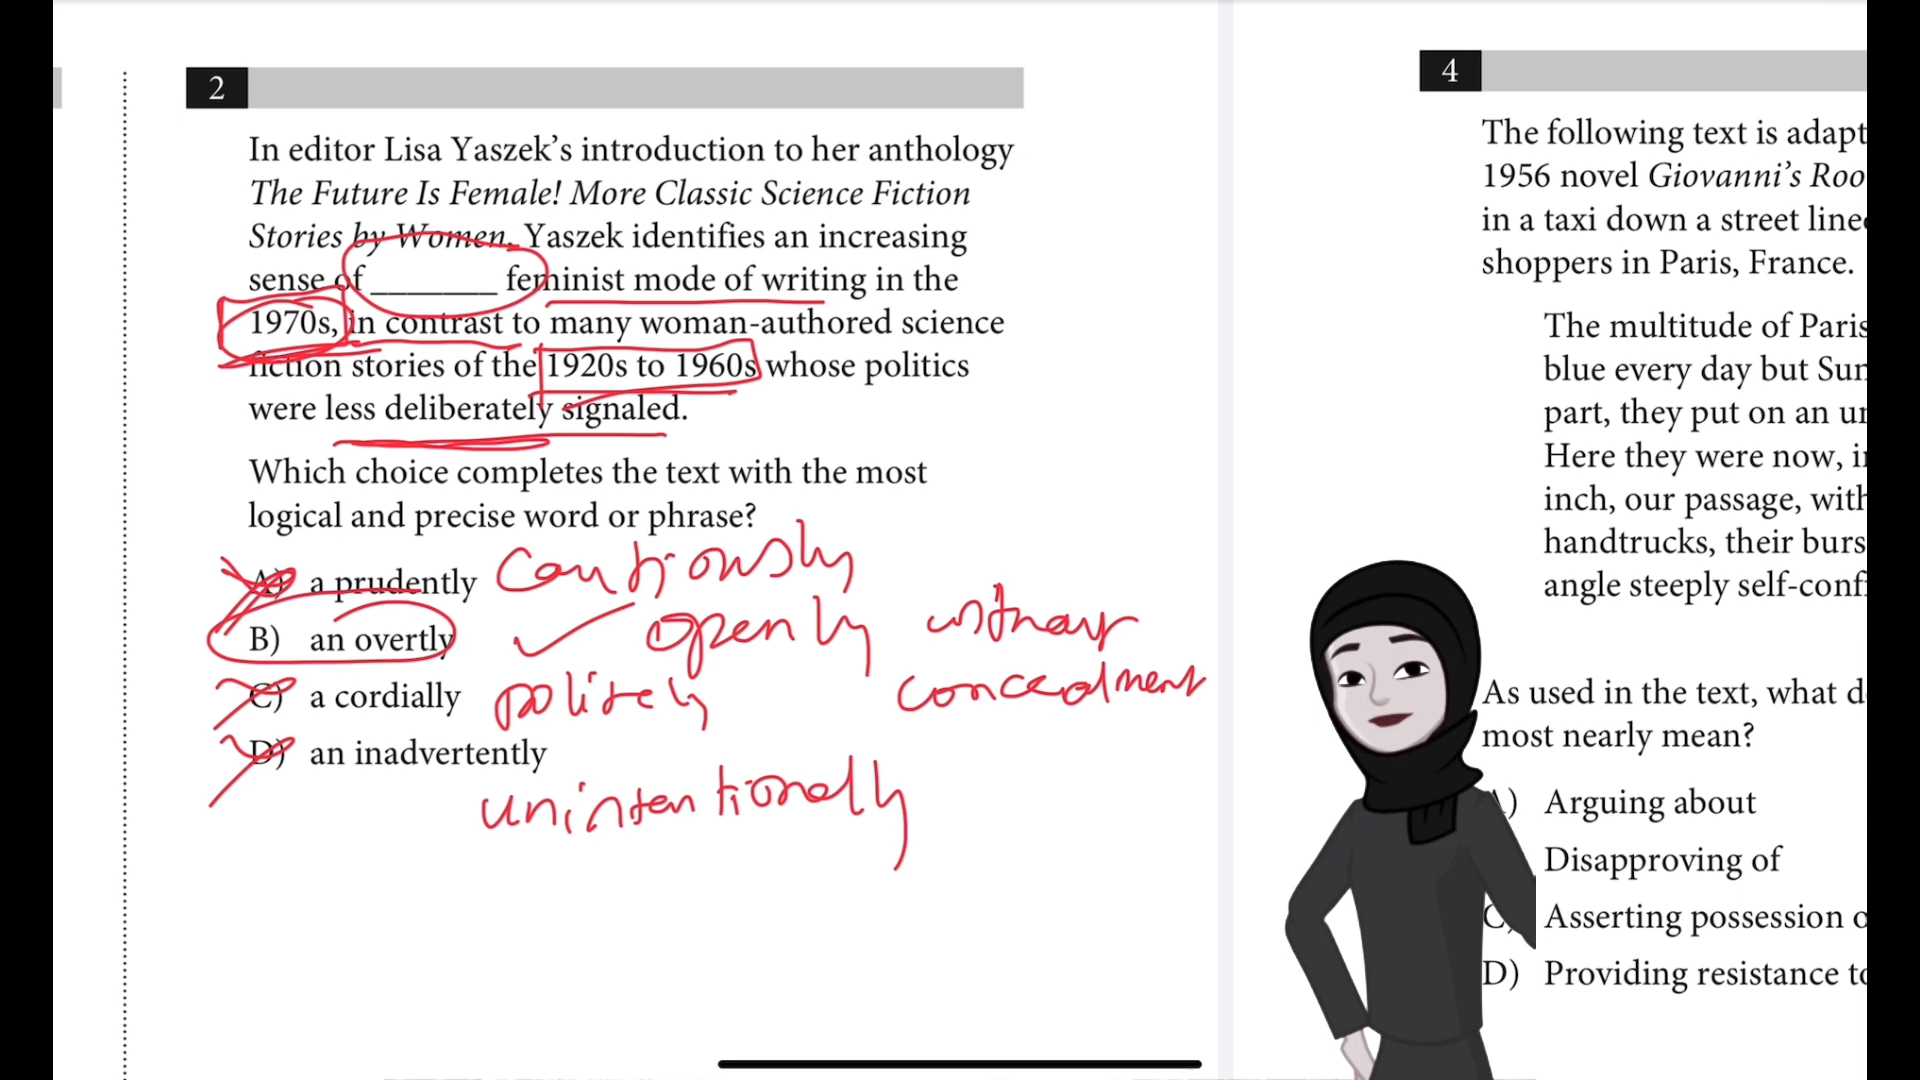 2
In editor Lisa Yaszek’s introduction to her anthology
The Future Is Female! More Classic Science Fiction
Stories by Women, Yaszek identifies an increasing
sense of ______ feminist mode of writing in the
1970s, in contrast to many woman-authored science
fiction stories of the 1920s to 1960s whose politics
were less deliberately signaled.
Which choice completes the text with the most
logical and precise word or phrase?
A) a prudently cautiously
B) an overtly openly without
concealment
C) a cordially politely
D) an inadvertently
unintentionally
4
The following text is adapt
1956 novel Giovanni’s Roo
in a taxi down a street line
shoppers in Paris, France.
The multitude of Paris
blue every day but Sun
part, they put on an un
Here they were now, in
inch, our passage, with
handtrucks, their burs
angle steeply self-confi
As used in the text, what d
most nearly mean?
A) Arguing about
Disapproving of
C) Asserting possession o
D) Providing resistance to